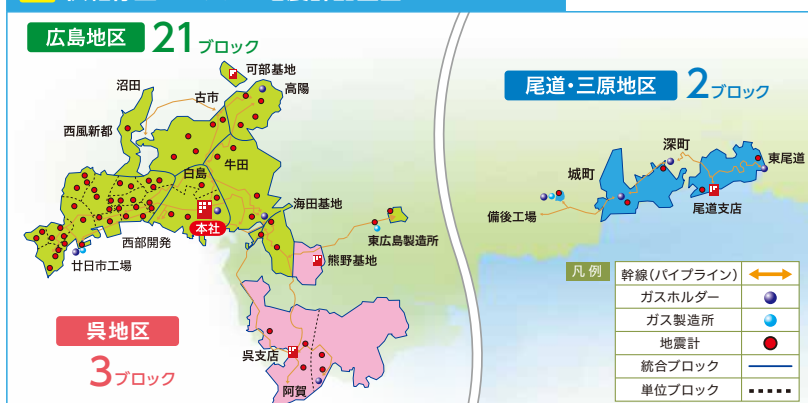 広島地区 21ブロック
可部基地
沼田
高陽
古市
西風新都
牛田
白島
海田基地
本社
西部開発
東広島製造所
廿日市工場
熊野基地
呉地区
3ブロック
呉支店
阿賀
尾道・三原地区 2ブロック
深町
東尾道
城町
備後工場
尾道支店
凡例
幹線(パイプライン)
ガスホルダー
ガス製造所
地震計
統合ブロック
単位ブロック